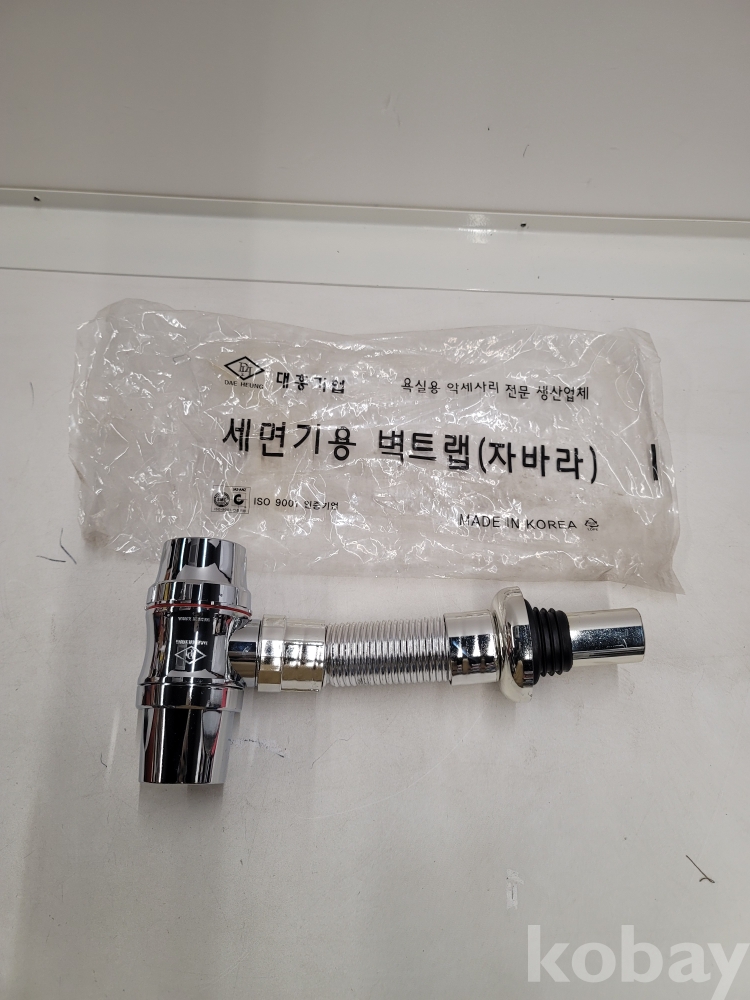 DH
DAE HEUNG
대흥기업
욕실용 악세사리 전문 생산업체
세면기용 벽트랩(자바라)
ISO 9001 인증기업
MADE IN KOREA
kobay